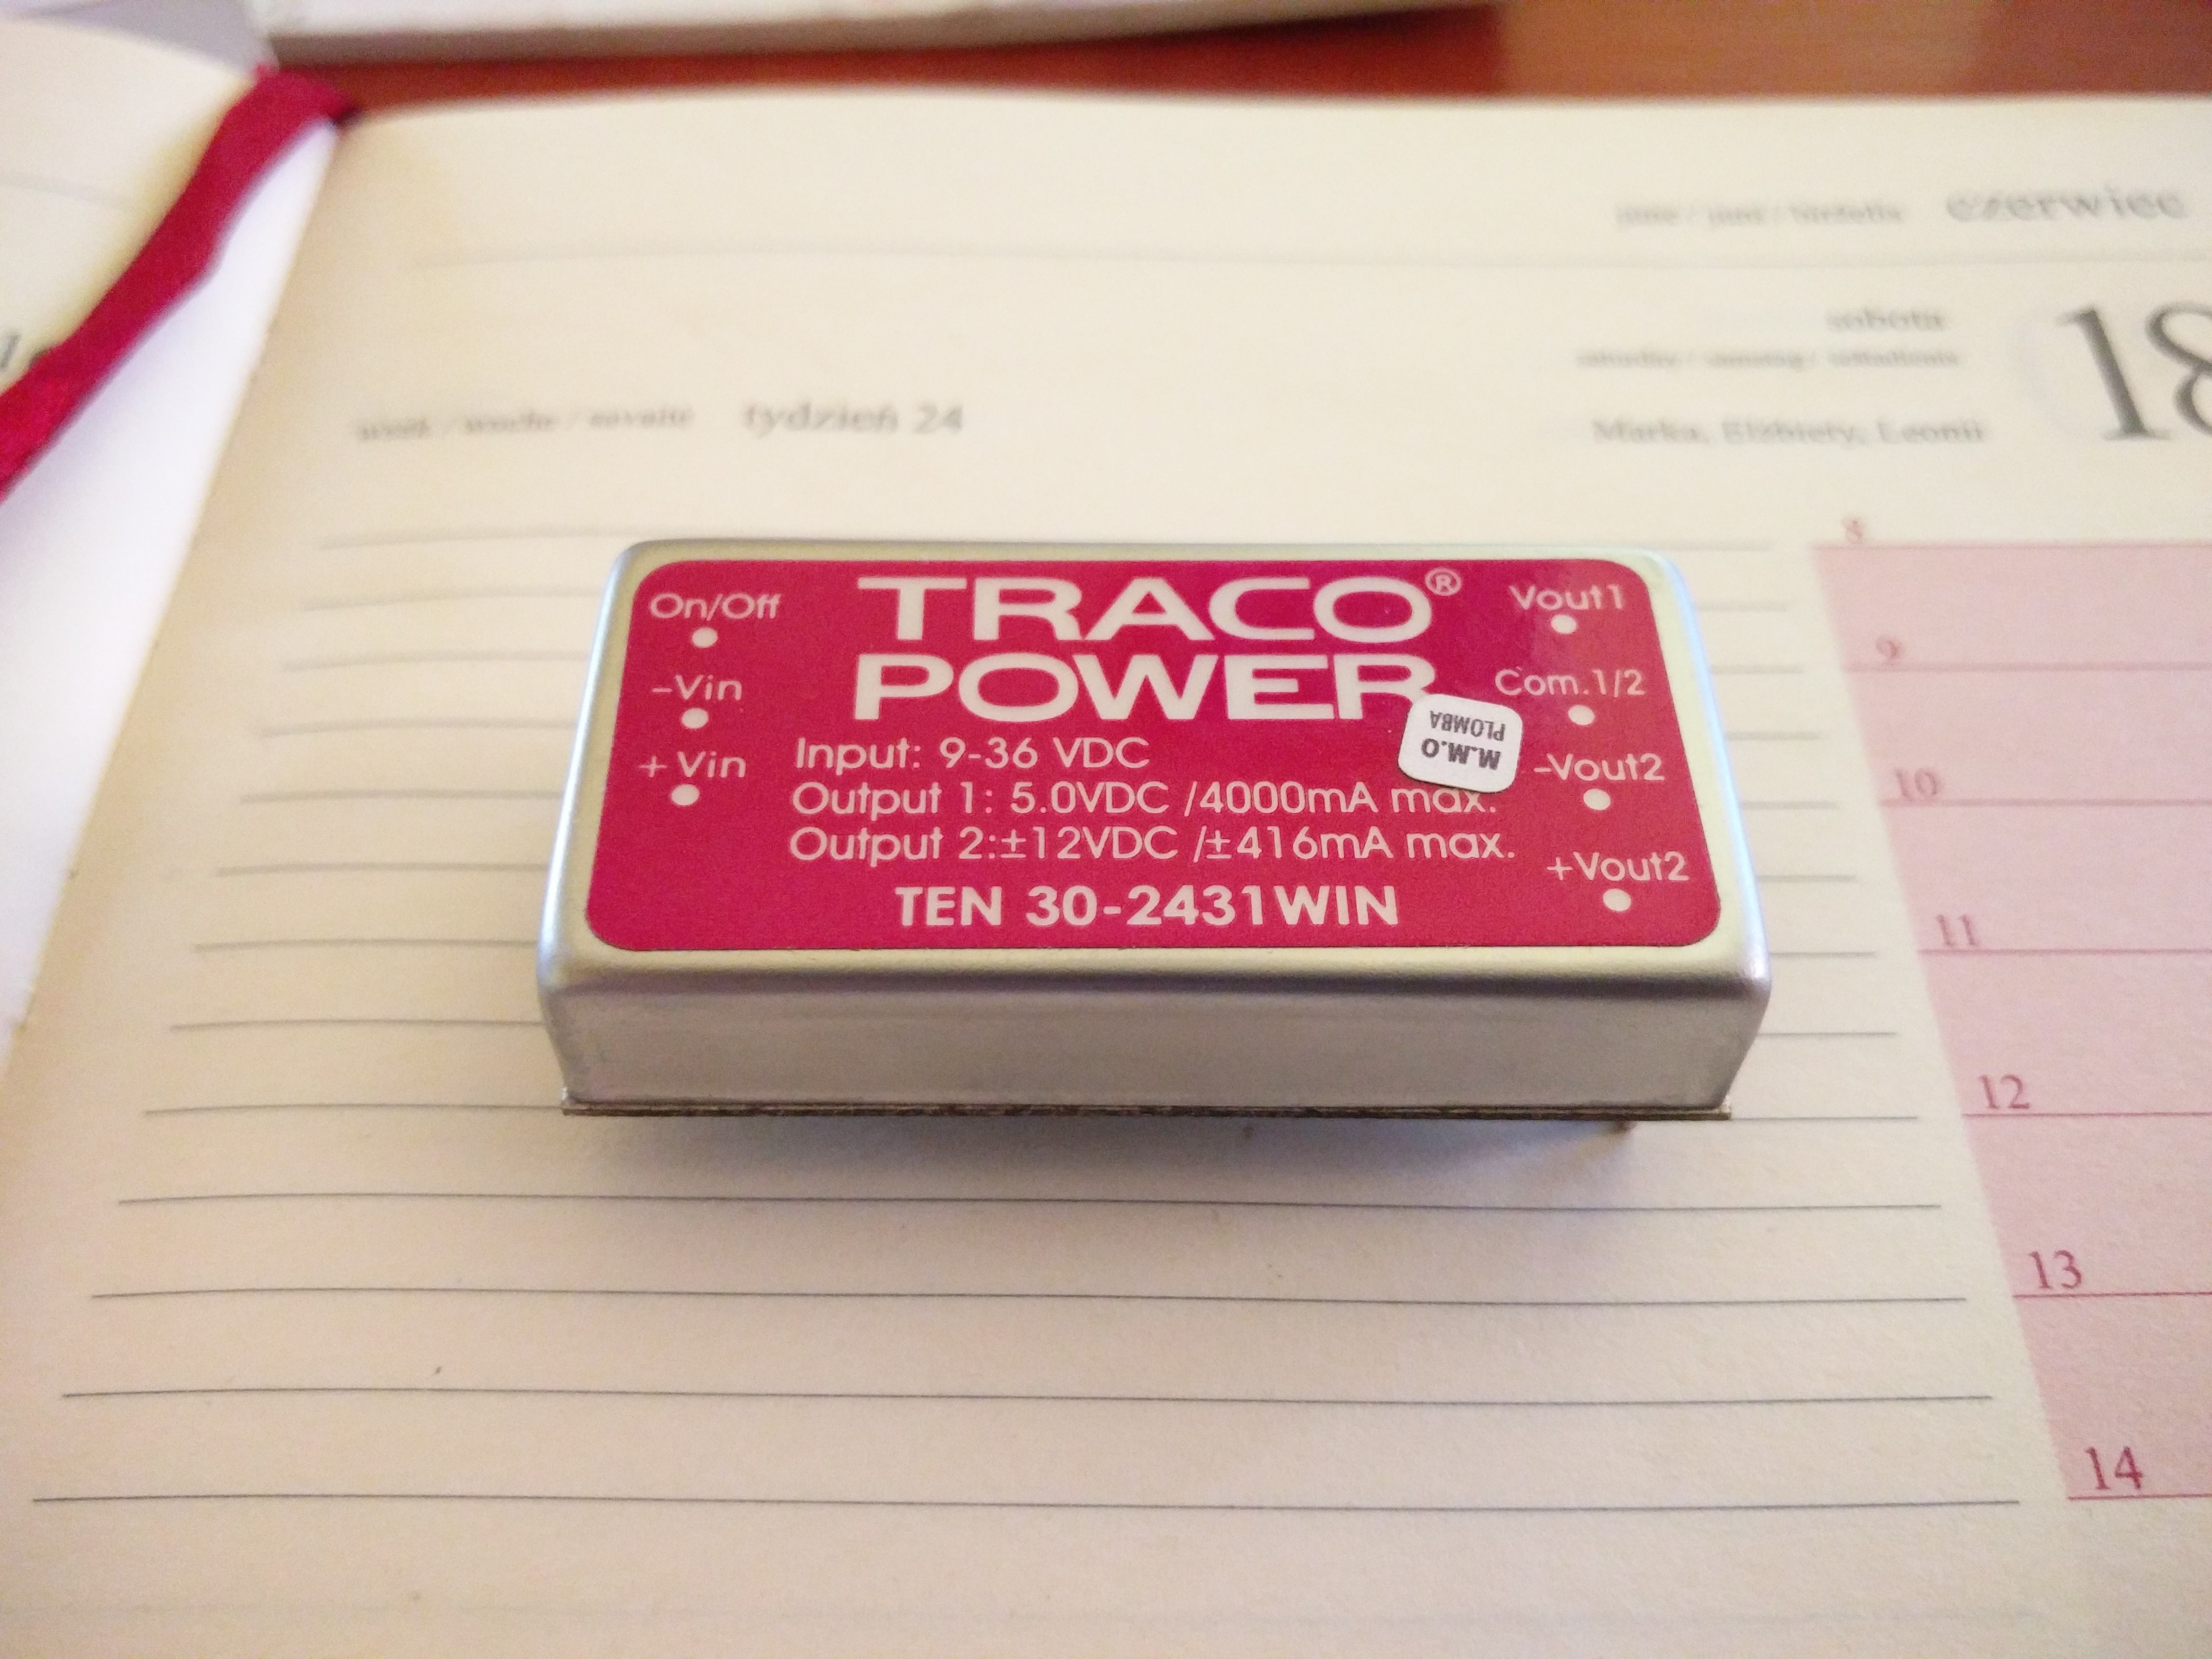 czerwiec
sobota
18
tydzień 24
Marka, Elżbiety, Leonii
8
9
10
11
12
13
14
On/Off
-Vin
+Vin
TRACO®
POWER
Input: 9-36 VDC
Output 1: 5.0VDC /4000mA max.
Output 2:±12VDC /±416mA max.
TEN 30-2431WIN
Vout1
Com.1/2
-Vout2
+Vout2
M.M.O
PLOMBA